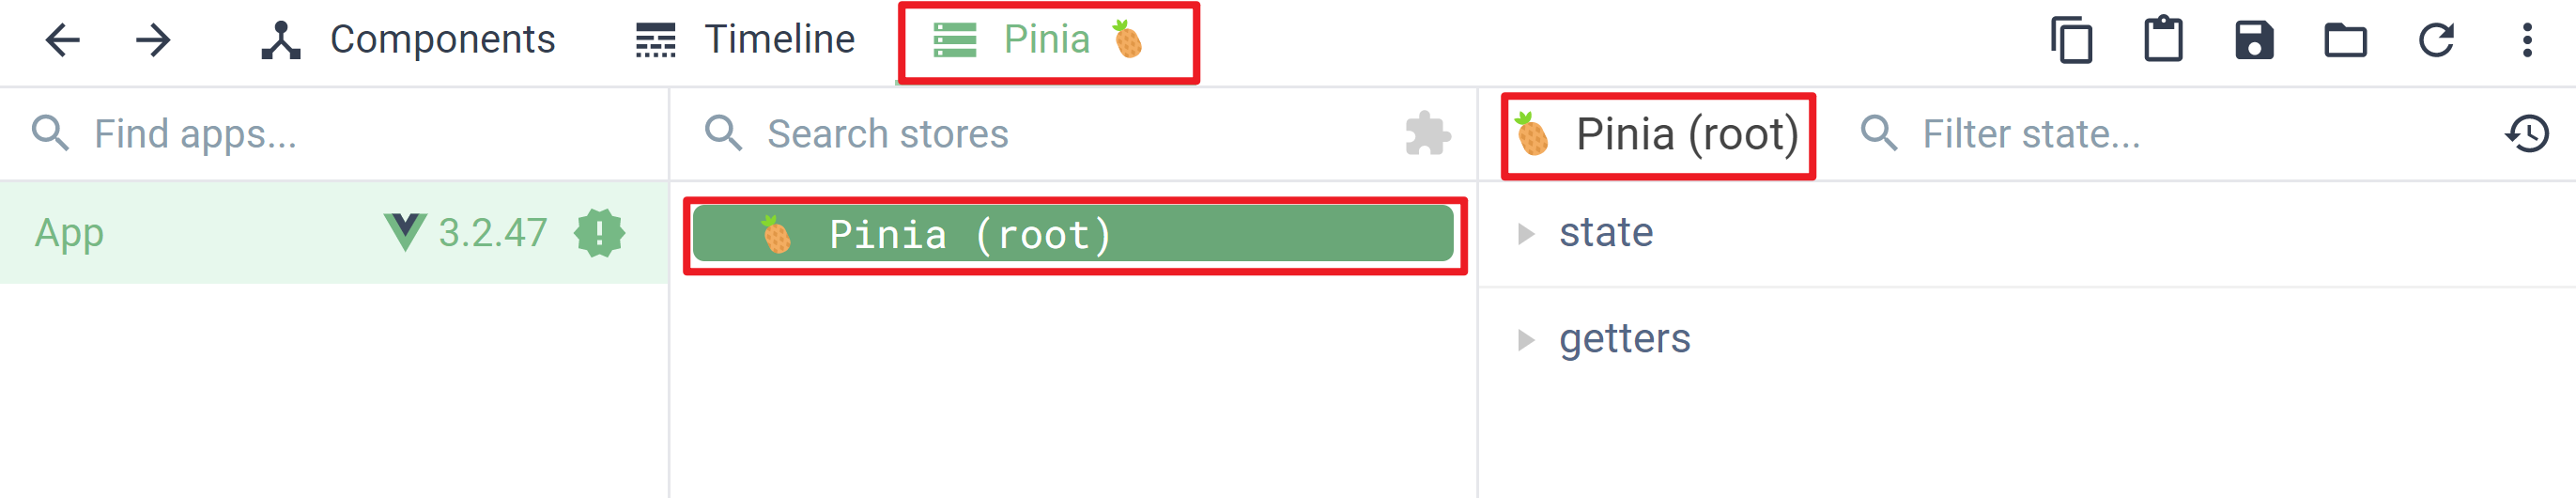 Components Timeline Pinia 🍍
Find apps... Search stores 🍍 Pinia (root) Filter state...
App 3.2.47 🍍 Pinia (root) state
getters